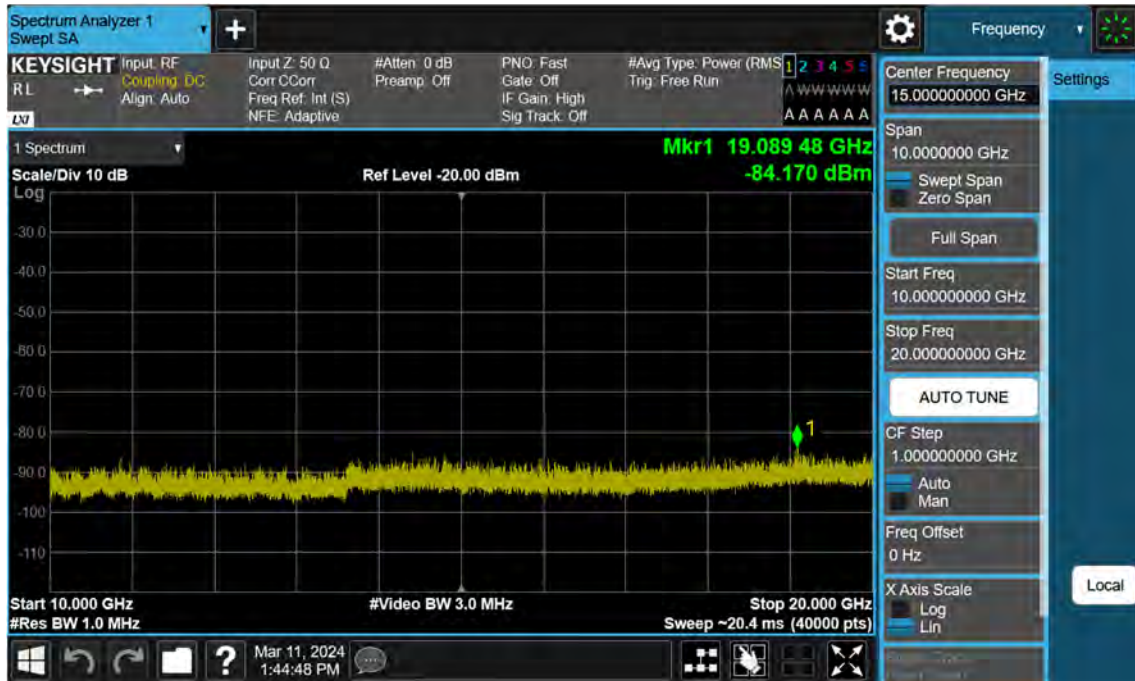 Spectrum Analyzer 1
Swept SA
+
Frequency
KEYSIGHT
RL
LXI
Input: RF
Coupling: DC
Align: Auto
Input Z: 50 Ω
Corr CCorr
Freq Ref: Int (S)
NFE: Adaptive
#Atten: 0 dB
Preamp: Off
PNO: Fast
Gate: Off
IF Gain: High
Sig Track: Off
#Avg Type: Power (RMS
Trig: Free Run
1 2 3 4 5 6
A W W W W W
A A A A A A
1 Spectrum
Scale/Div 10 dB
Ref Level -20.00 dBm
Mkr1 19.089 48 GHz
-84.170 dBm
Log
-30.0
-40.0
-50.0
-60.0
-70.0
-80.0
-90.0
-100
-110
1
Start 10.000 GHz
#Video BW 3.0 MHz
Stop 20.000 GHz
#Res BW 1.0 MHz
Sweep ~20.4 ms (40000 pts)
Mar 11, 2024
1:44:48 PM
?
Center Frequency
15.000000000 GHz
Settings
Span
10.0000000 GHz
Swept Span
Zero Span
Full Span
Start Freq
10.000000000 GHz
Stop Freq
20.000000000 GHz
AUTO TUNE
CF Step
1.000000000 GHz
Auto
Man
Freq Offset
0 Hz
X Axis Scale
Log
Lin
Local